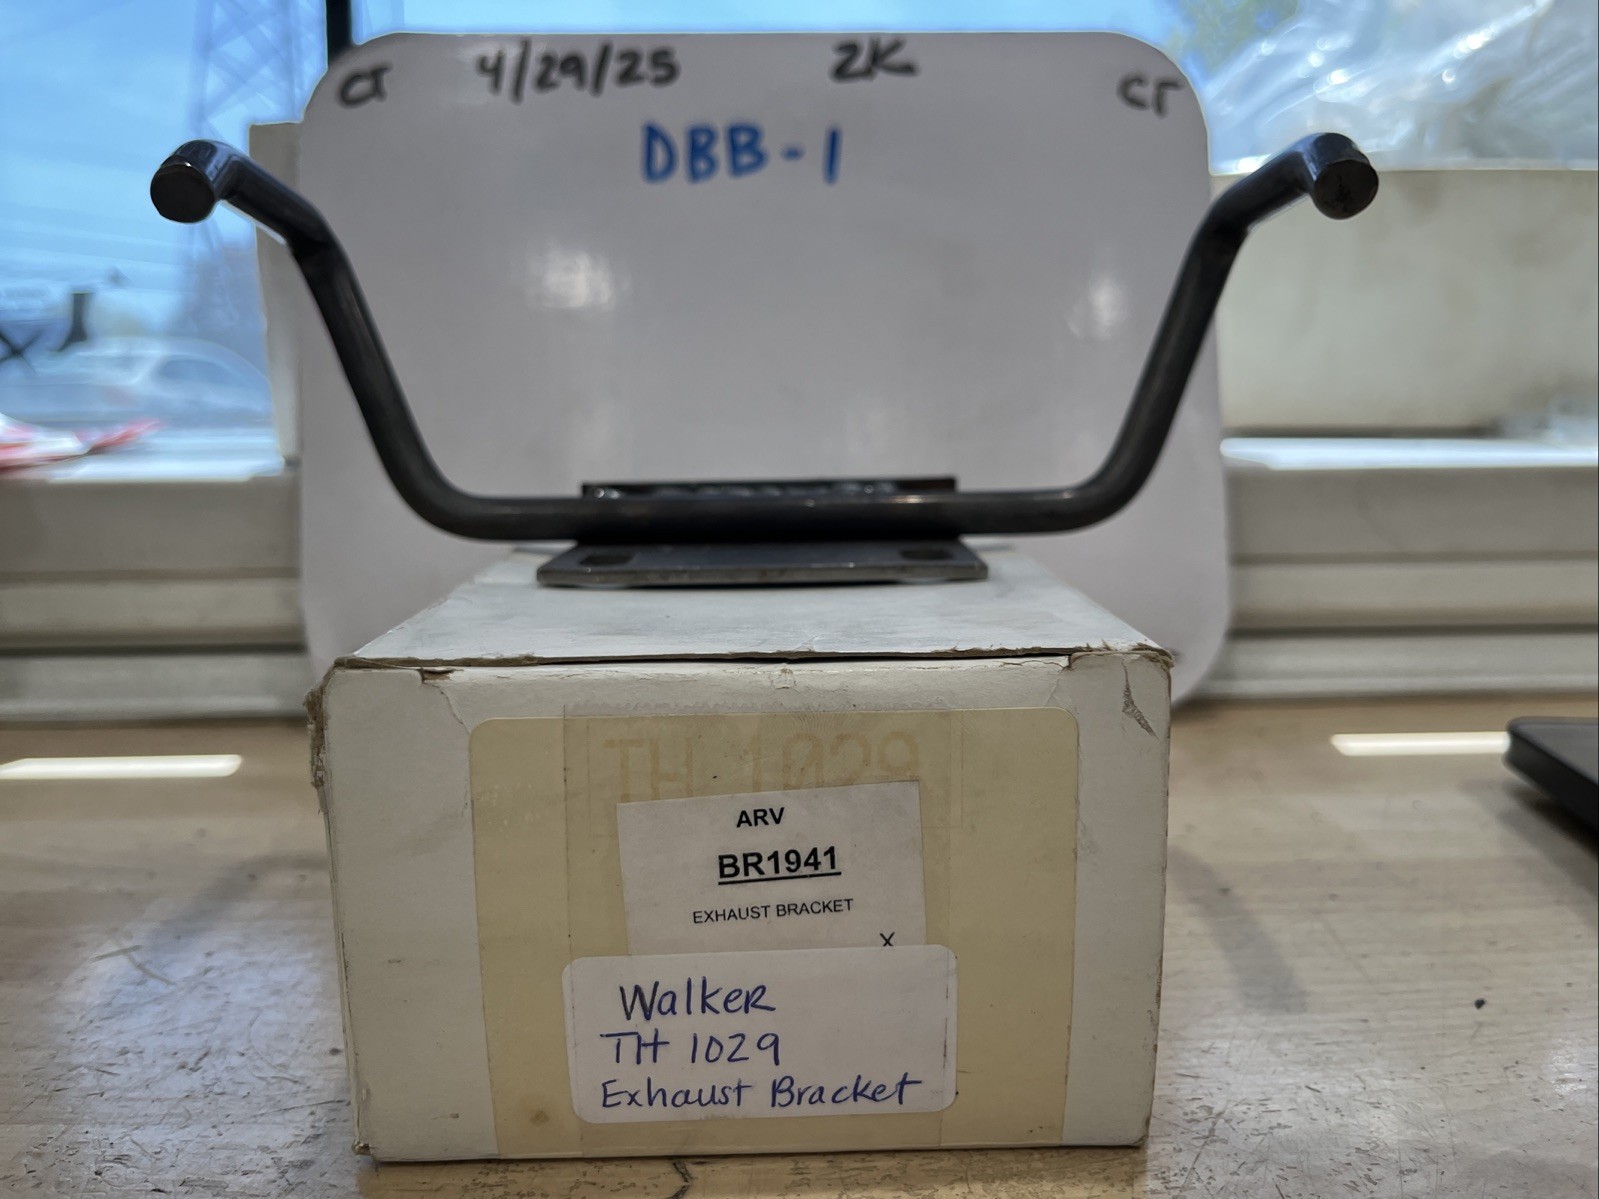 CT 4/29/25 2K CT
DBB-1
TH 1029
ARV
BR1941
EXHAUST BRACKET
X
Walker
TH 1029
Exhaust Bracket